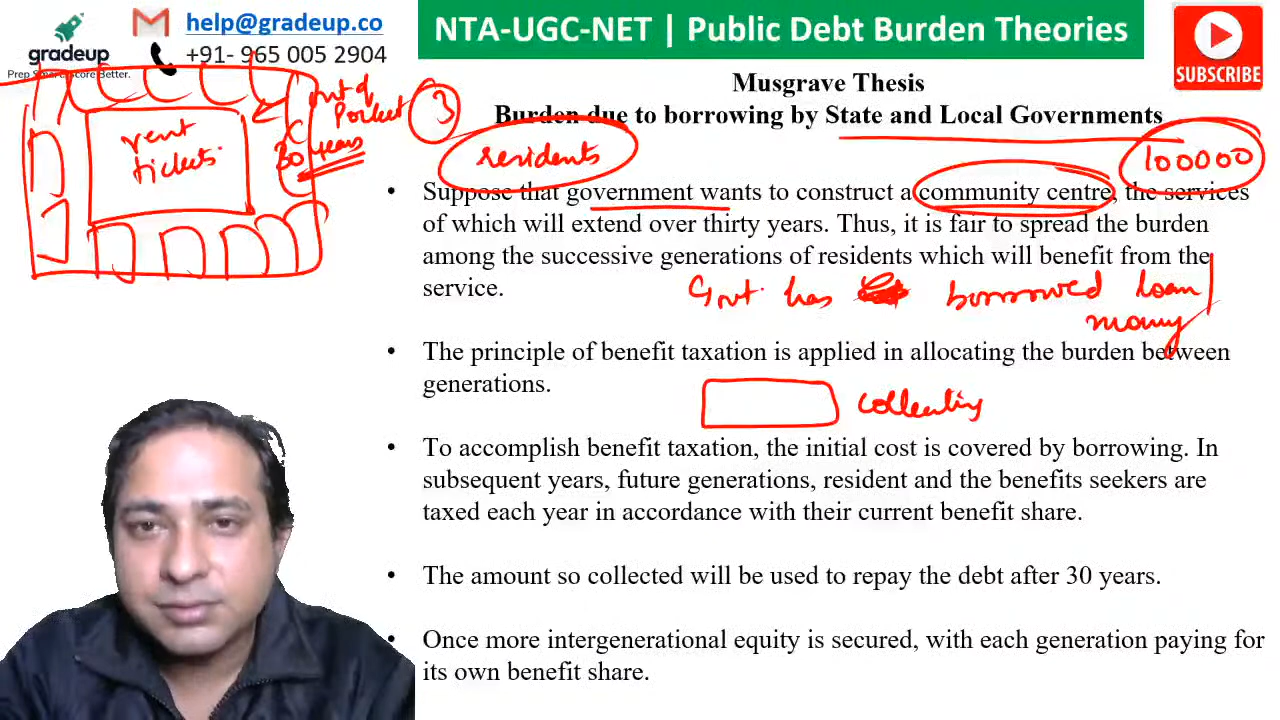 help@gradeup.co
gradeup
Prep Smart. Score Better.
+91- 965 005 2904
NTA-UGC-NET | Public Debt Burden Theories
SUBSCRIBE
Musgrave Thesis
Burden due to borrowing by State and Local Governments
out of
Pocket
3
30 years
rent
tickets
residents
100000
• Suppose that government wants to construct a community centre, the services
of which will extend over thirty years. Thus, it is fair to spread the burden
among the successive generations of residents which will benefit from the
service.
Govt. has borrowed loan
money
• The principle of benefit taxation is applied in allocating the burden between
generations.
collecting
• To accomplish benefit taxation, the initial cost is covered by borrowing. In
subsequent years, future generations, resident and the benefits seekers are
taxed each year in accordance with their current benefit share.
• The amount so collected will be used to repay the debt after 30 years.
• Once more intergenerational equity is secured, with each generation paying for
its own benefit share.